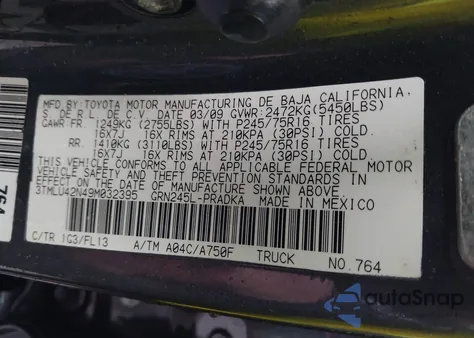 MFD. BY: TOYOTA MOTOR MANUFACTURING DE BAJA CALIFORNIA,
S. DE R.L. DE C.V. DATE 03/09 GVWR: 2472KG(5450LBS)
GAWR FR. 1249KG (2755LBS) WITH P245/75R16 TIRES
16X7J 16X RIMS AT 210KPA (30PSI) COLD
RR. 1410KG (3110LBS) WITH P245/75R16 TIRES
16X7J 16X RIMS AT 210KPA (30PSI) COLD
THIS VEHICLE CONFORMS TO ALL APPLICABLE FEDERAL MOTOR
VEHICLE SAFETY AND THEFT PREVENTION STANDARDS IN
EFFECT ON THE DATE OF MANUFACTURE SHOWN ABOVE.
3TMLU42N49M032395 GRN245L-PRADKA MADE IN MEXICO
C/TR 1G3/FL13 A/TM A04C/A750F TRUCK NO.764
764
autoSnap